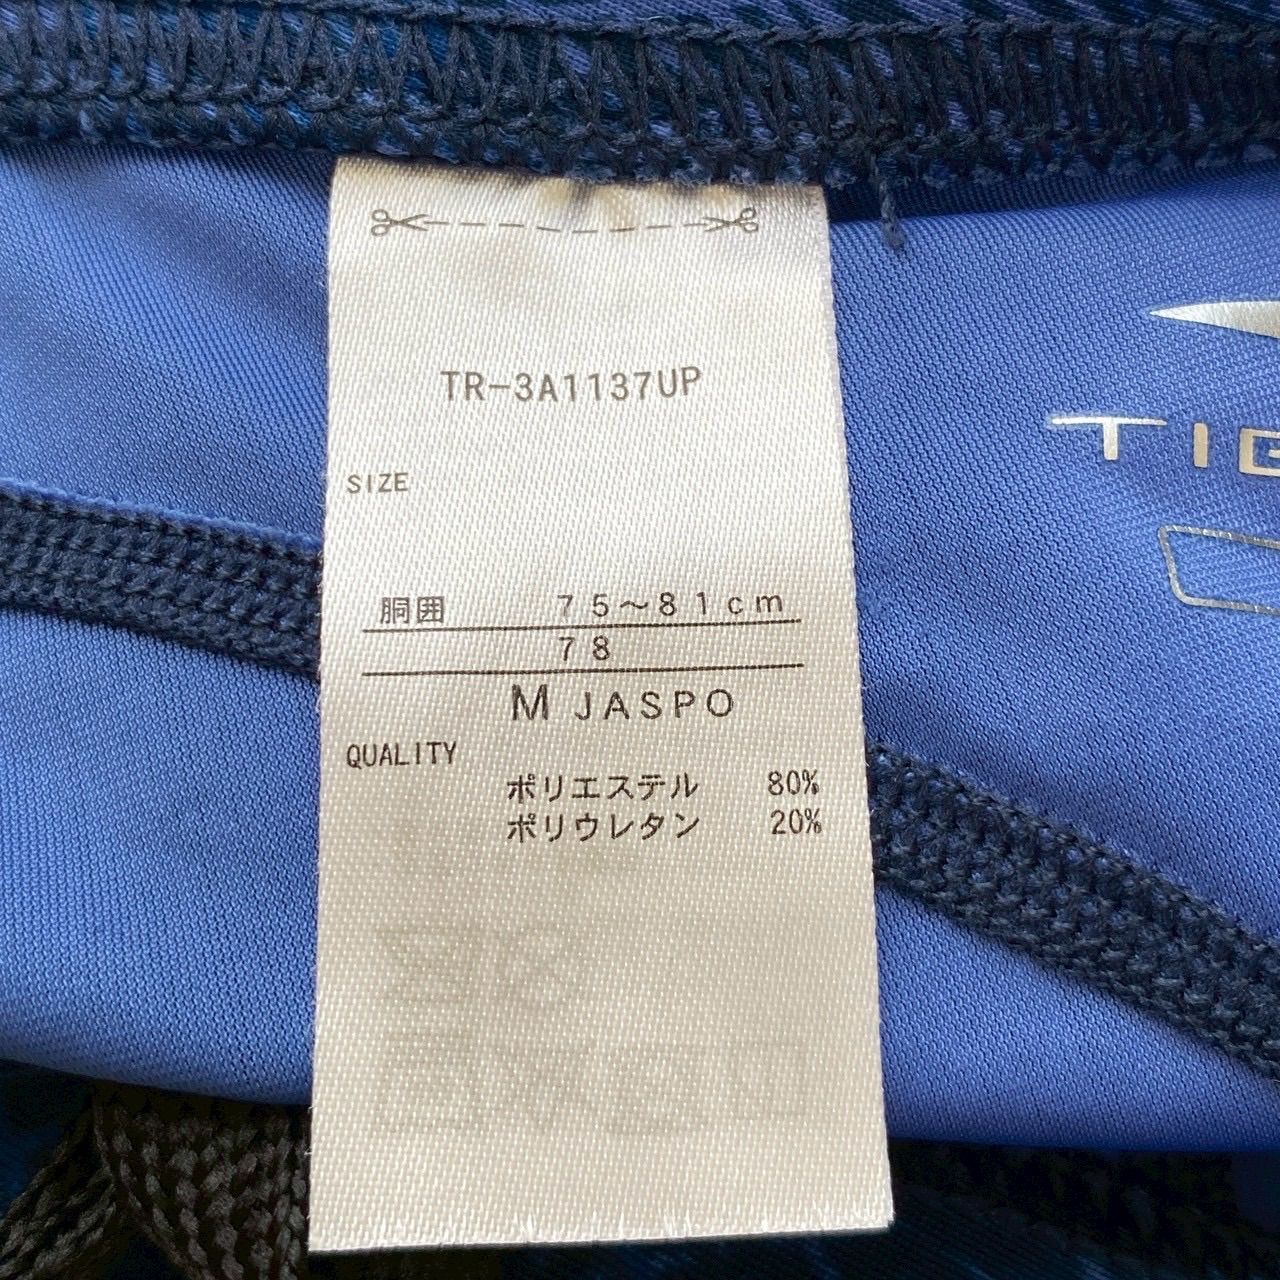 TR-3A1137UP
SIZE
胴囲 75～81cm
78
M JASPO
QUALITY
ポリエステル 80%
ポリウレタン 20%